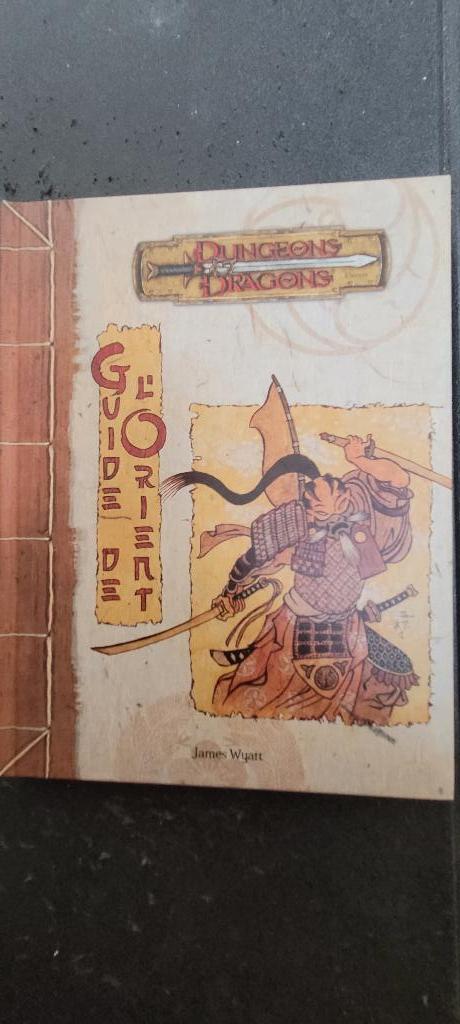 DUNGEONS
&
DRAGONS
GUIDE DE
L'ORIENT
James Wyatt